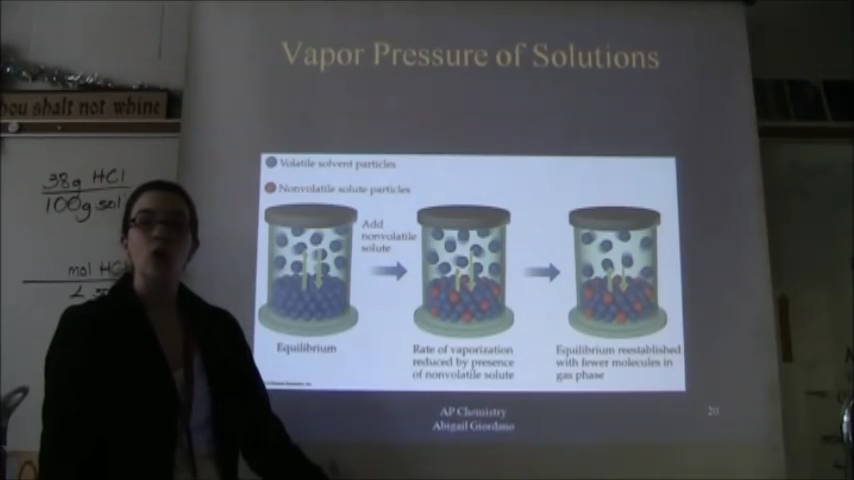 Vapor Pressure of Solutions
hou shalt not whine
Volatile solvent particles
Nonvolatile solute particles
38g HCl
100g sol
mol HC
Add
nonvolatile
solute
Equilibrium
Rate of vaporization
reduced by presence
of nonvolatile solute
Equilibrium reestablished
with fewer molecules in
gas phase
AP Chemistry
Abigail Giordano
20